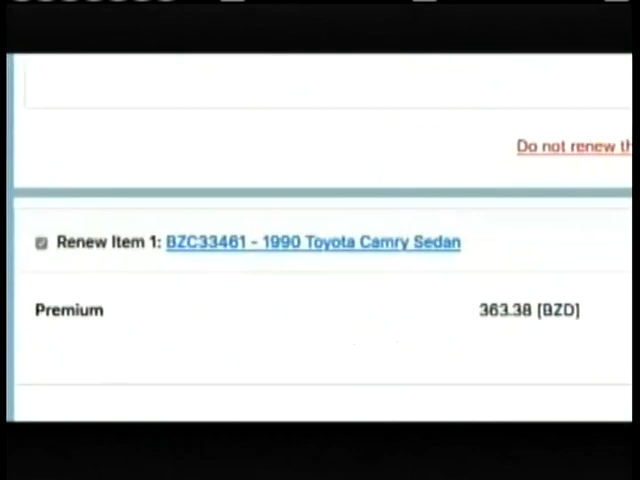 Do not renew th
Renew Item 1: BZC33461 - 1990 Toyota Camry Sedan
Premium 363.38 [BZD]